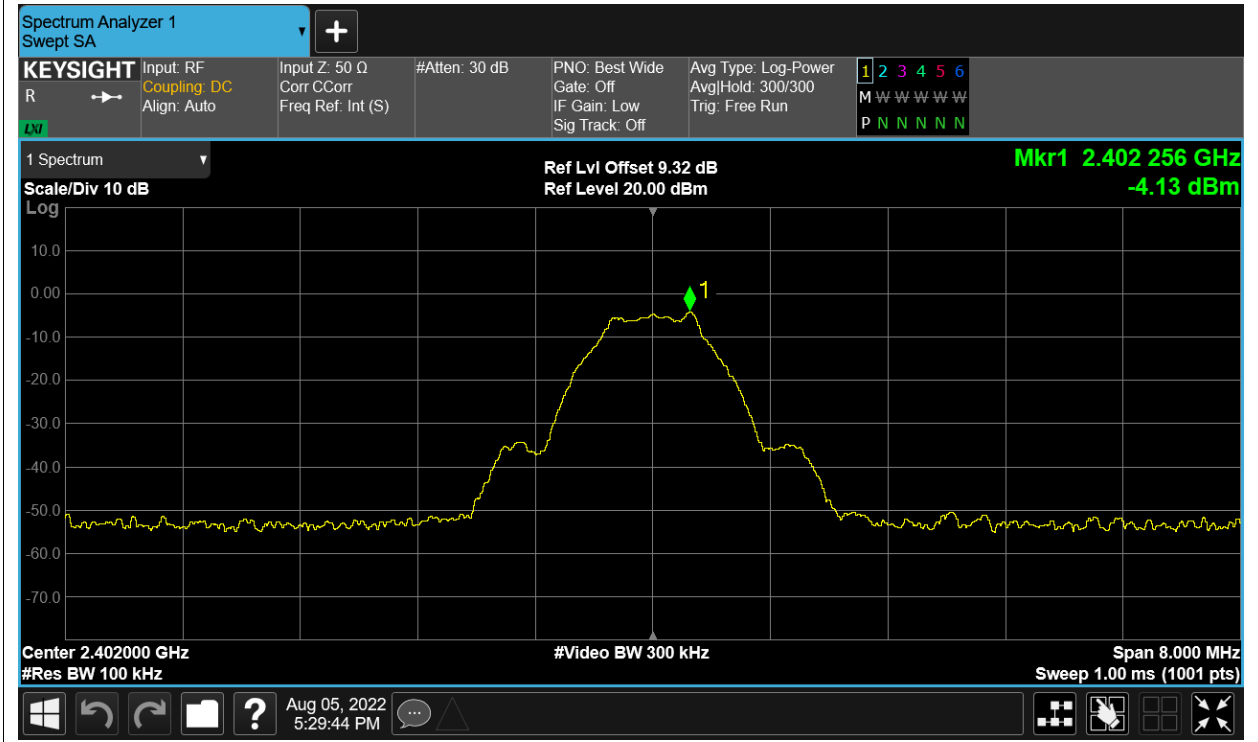 Spectrum Analyzer 1
Swept SA
+
KEYSIGHT
R
LXI
Input: RF
Coupling: DC
Align: Auto
Input Z: 50 Ω
Corr CCorr
Freq Ref: Int (S)
#Atten: 30 dB
PNO: Best Wide
Gate: Off
IF Gain: Low
Sig Track: Off
Avg Type: Log-Power
Avg|Hold: 300/300
Trig: Free Run
1 2 3 4 5 6
M W W W W W
P N N N N N
1 Spectrum
Scale/Div 10 dB
Log
Ref Lvl Offset 9.32 dB
Ref Level 20.00 dBm
Mkr1 2.402 256 GHz
-4.13 dBm
10.0
0.00
-10.0
-20.0
-30.0
-40.0
-50.0
-60.0
-70.0
1
Center 2.402000 GHz
#Video BW 300 kHz
Span 8.000 MHz
#Res BW 100 kHz
Sweep 1.00 ms (1001 pts)
?
Aug 05, 2022
5:29:44 PM